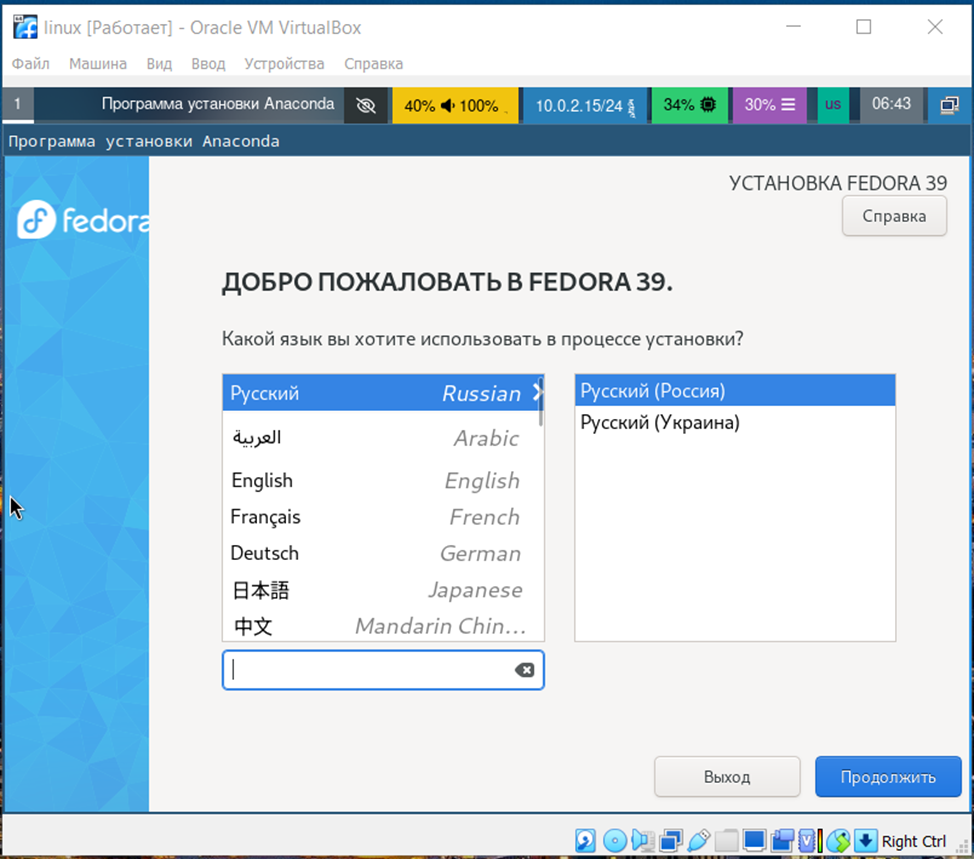 linux [Работает] - Oracle VM VirtualBox
Файл Машина Вид Ввод Устройства Справка
1 Программа установки Anaconda 40% 100% 10.0.2.15/24 34% 30% us 06:43
Программа установки Anaconda
fedora
УСТАНОВКА FEDORA 39
Справка
ДОБРО ПОЖАЛОВАТЬ В FEDORA 39.
Какой язык вы хотите использовать в процессе установки?
Русский Russian
العربية Arabic
English English
Français French
Deutsch German
日本語 Japanese
中文 Mandarin Chin...
Русский (Россия)
Русский (Украина)
Выход Продолжить
Right Ctrl